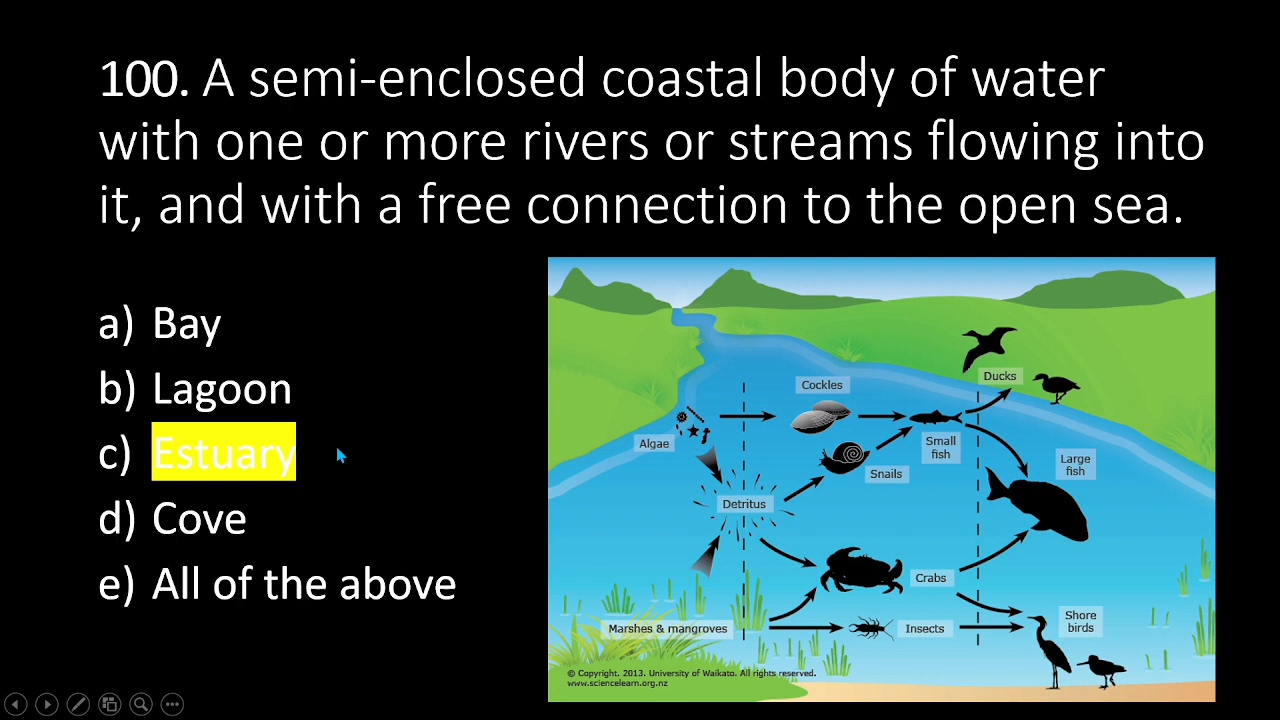 100. A semi-enclosed coastal body of water
with one or more rivers or streams flowing into
it, and with a free connection to the open sea.
a) Bay
b) Lagoon
c) Estuary
d) Cove
e) All of the above
Ducks
Cockles
Algae
Small
fish
Large
fish
Snails
Detritus
Crabs
Marshes & mangroves
Insects
Shore
birds
© Copyright. 2013. University of Waikato. All rights reserved.
www.sciencelearn.org.nz